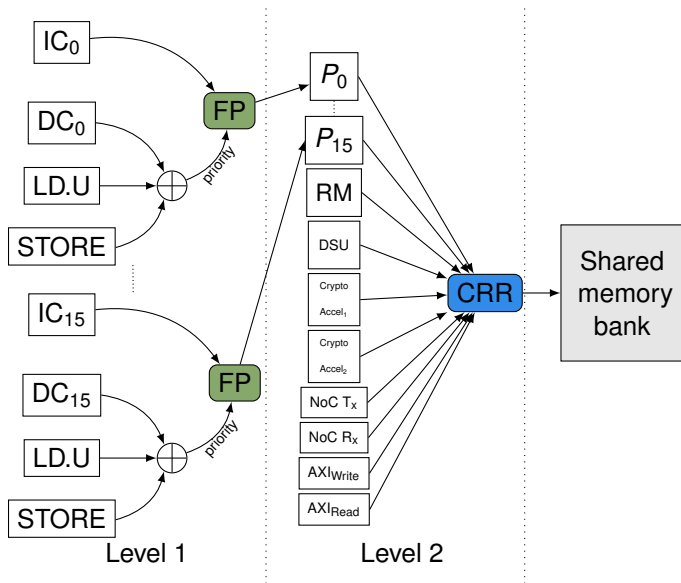 IC0
DC0
LD.U
STORE
FP
priority
IC15
DC15
LD.U
STORE
FP
priority
Level 1
P0
P15
RM
DSU
Crypto
Accel1
Crypto
Accel2
NoC Tx
NoC Rx
AXIWrite
AXIRead
Level 2
CRR
Shared
memory
bank